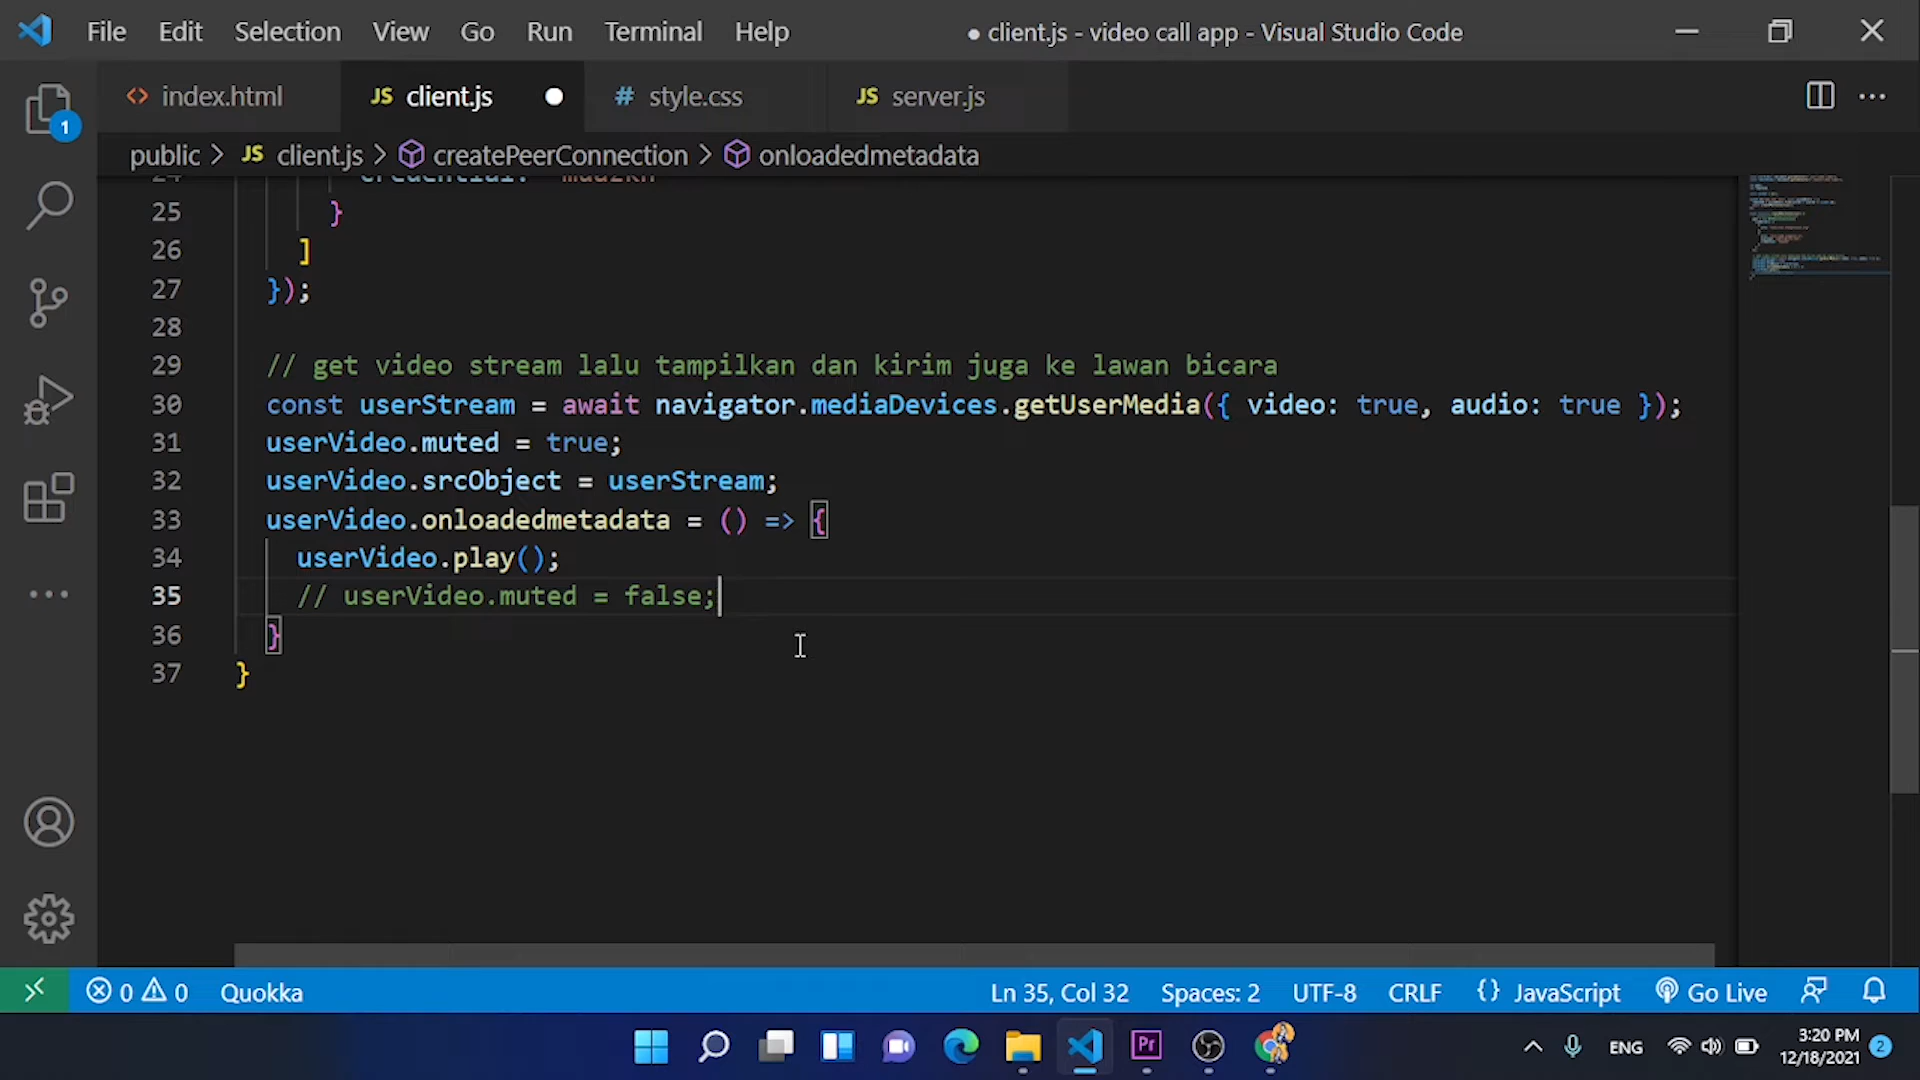 File Edit Selection View Go Run Terminal Help ● client.js - video call app - Visual Studio Code
<> index.html JS client.js # style.css JS server.js
1
public > JS client.js > createPeerConnection > onloadedmetadata
25 }
26 ]
27 });
28
29 // get video stream lalu tampilkan dan kirim juga ke lawan bicara
30 const userStream = await navigator.mediaDevices.getUserMedia({ video: true, audio: true });
31 userVideo.muted = true;
32 userVideo.srcObject = userStream;
33 userVideo.onloadedmetadata = () => {
34 userVideo.play();
35 // userVideo.muted = false;
36 }
37 }
0 0 Quokka Ln 35, Col 32 Spaces: 2 UTF-8 CRLF {} JavaScript Go Live
Pr ENG 3:20 PM
12/18/2021 2